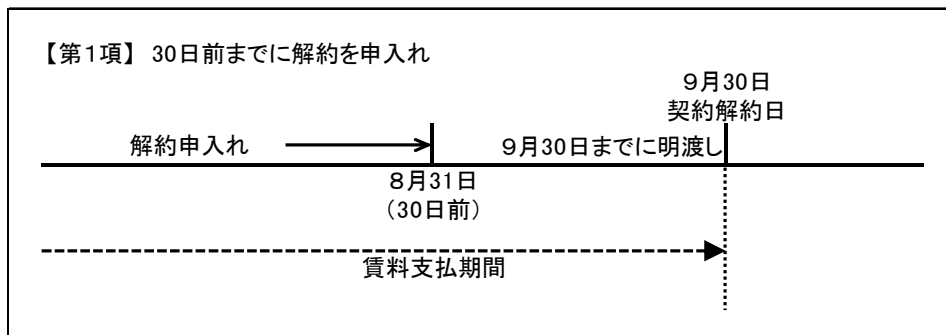 【第１項】 30日前までに解約を申入れ
９月30日
契約解約日
解約申入れ
９月30日までに明渡し
８月31日
（30日前）
賃料支払期間